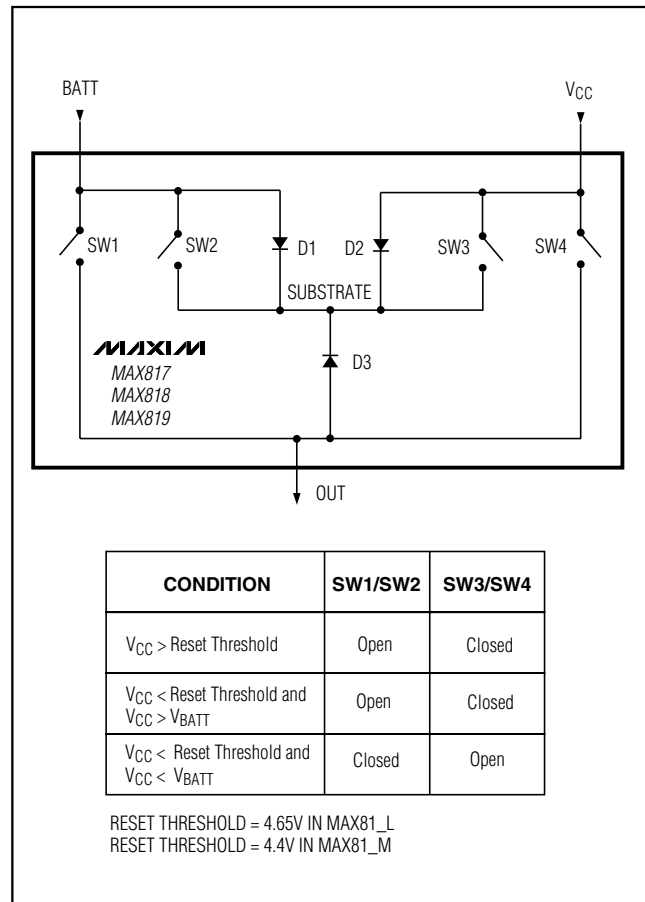 BATT
VCC
SW1
SW2
D1
D2
SW3
SW4
SUBSTRATE
MAXIM
MAX817
MAX818
MAX819
D3
OUT
CONDITION SW1/SW2 SW3/SW4
VCC > Reset Threshold Open Closed
VCC < Reset Threshold and
VCC > VBATT Open Closed
VCC < Reset Threshold and
VCC < VBATT Closed Open
RESET THRESHOLD = 4.65V IN MAX81_L
RESET THRESHOLD = 4.4V IN MAX81_M